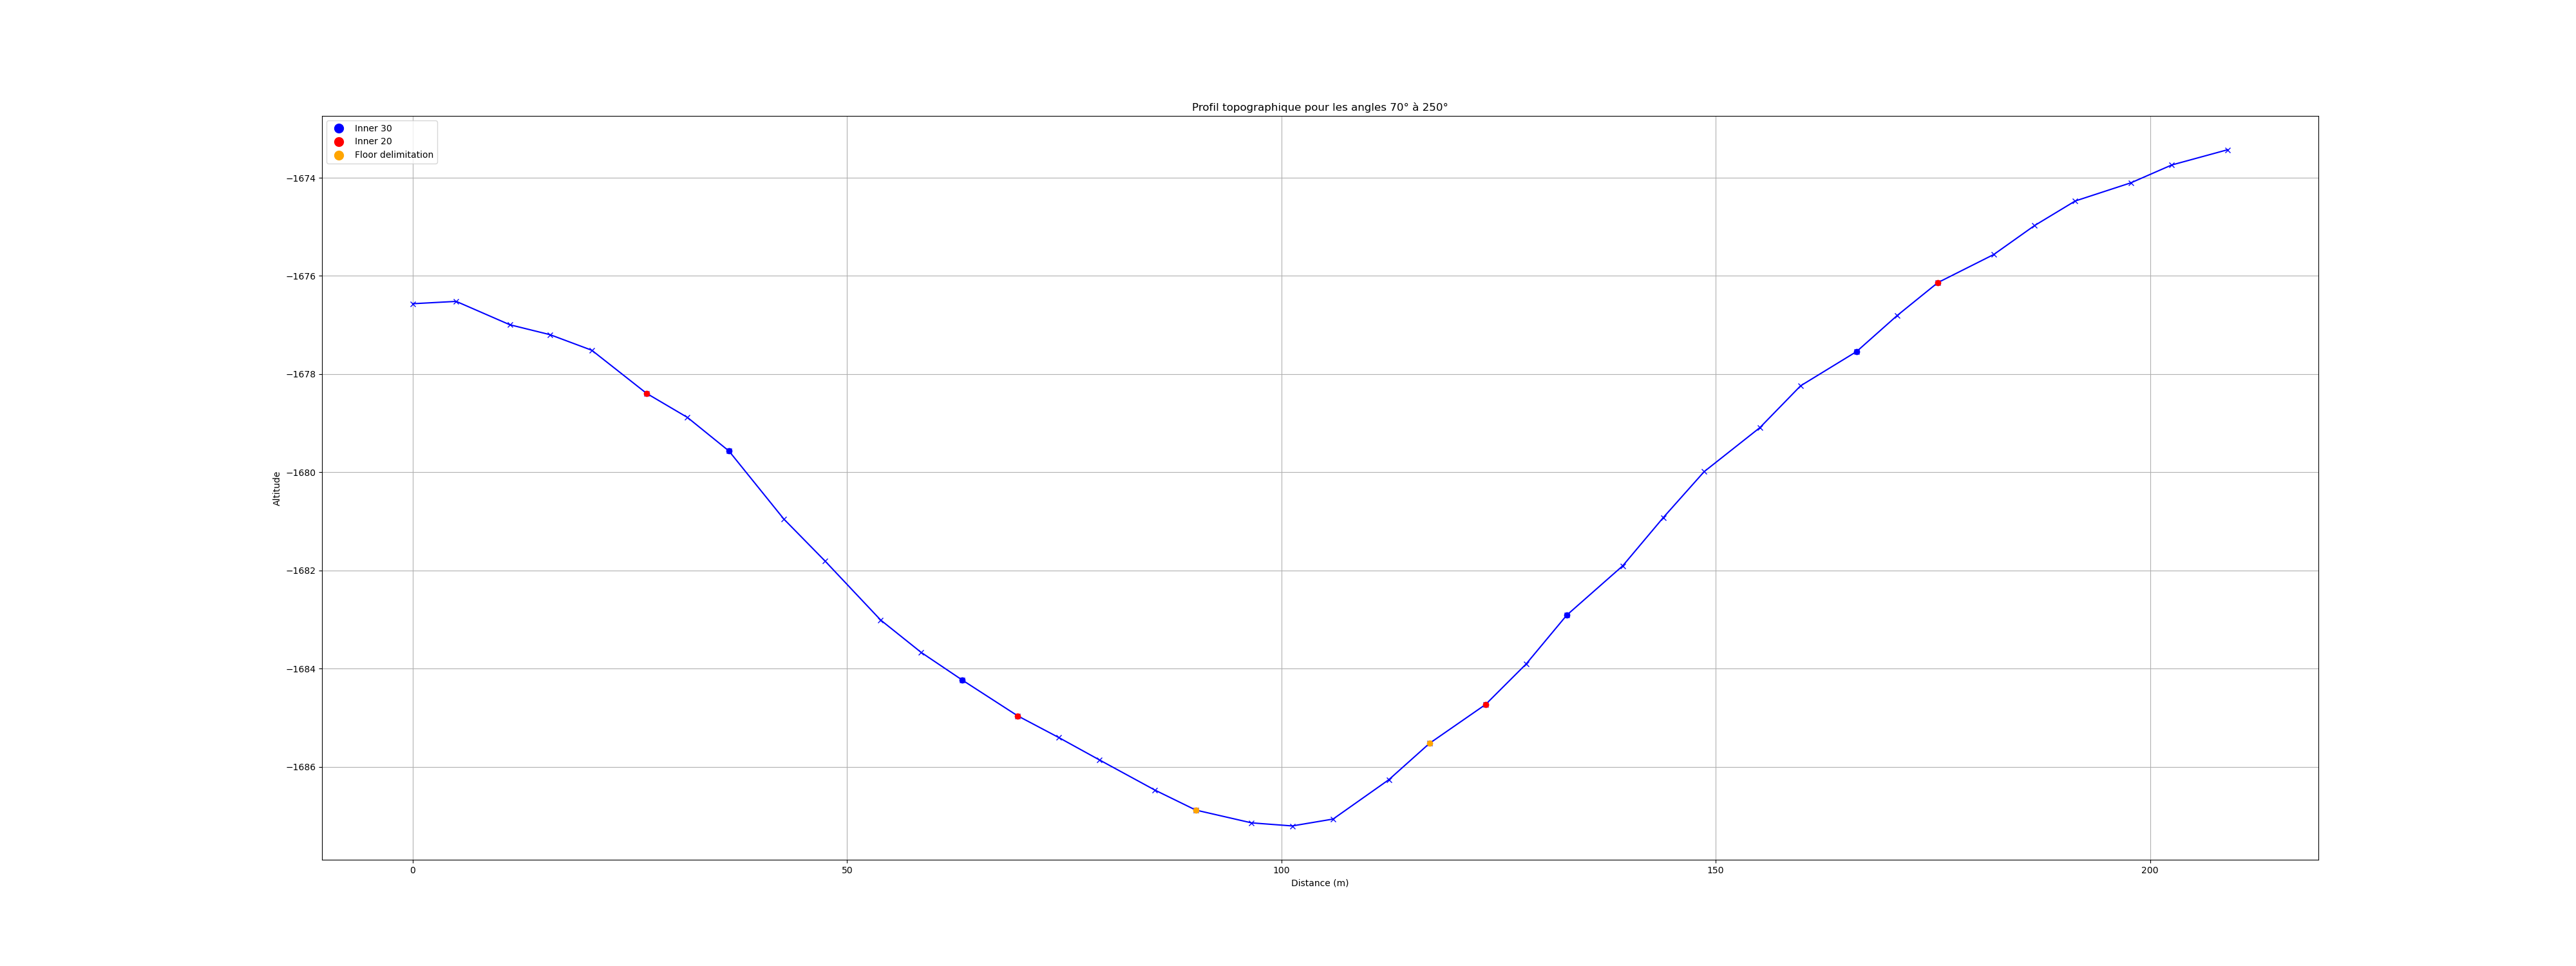 Profil topographique pour les angles 70° à 250°
Inner 30
Inner 20
Floor delimitation
−1674
−1676
−1678
−1680
−1682
−1684
−1686
Altitude
0
50
100
150
200
Distance (m)